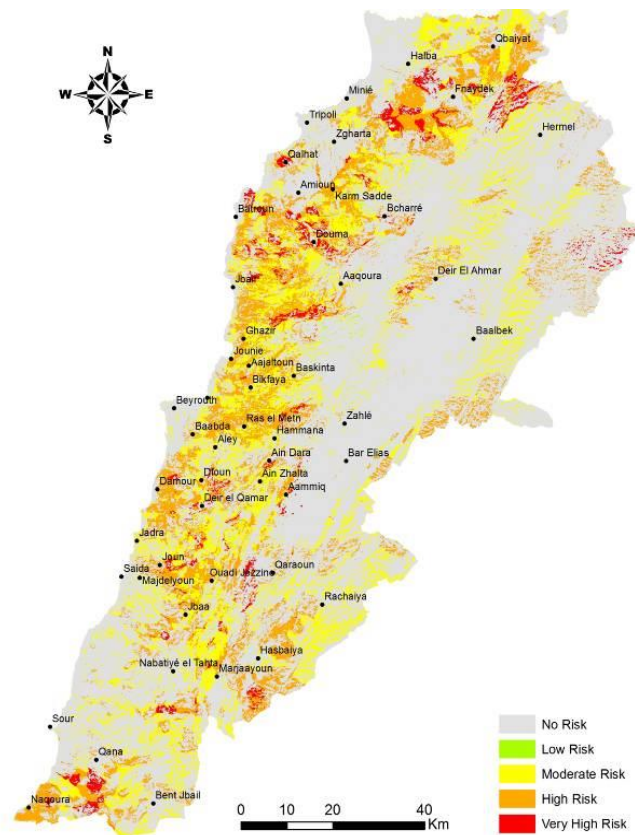 Qbaiyat
Halba
N
Fnaydek
Minié
W E
Tripoli
S
Hermel
Zgharta
Qalhat
Amioun
Karm Sadde
Batroun
Bcharré
Douma
Deir El Ahmar
Jbail
Aaqoura
Ghazir
Baalbek
Jounie
Aajaltoun
Baskinta
Bikfaya
Beyrouth
Zahlé
Ras el Metn
Baabda
Hammana
Aley
Ain Dara
Bar Elias
Dfoun
Ain Zhalta
Damour
Aammiq
Deir el Qamar
Jadra
Joun
Saida
Qaraoun
Majdelyoun
Ouadi Jezzine
Rachaiya
Jbaa
Hasbaiya
Nabatiyé el Tahta
Marjaayoun
Sour
No Risk
Low Risk
Qana
Moderate Risk
High Risk
Naqoura
Bent Jbail
Very High Risk
0 10 20 40
Km